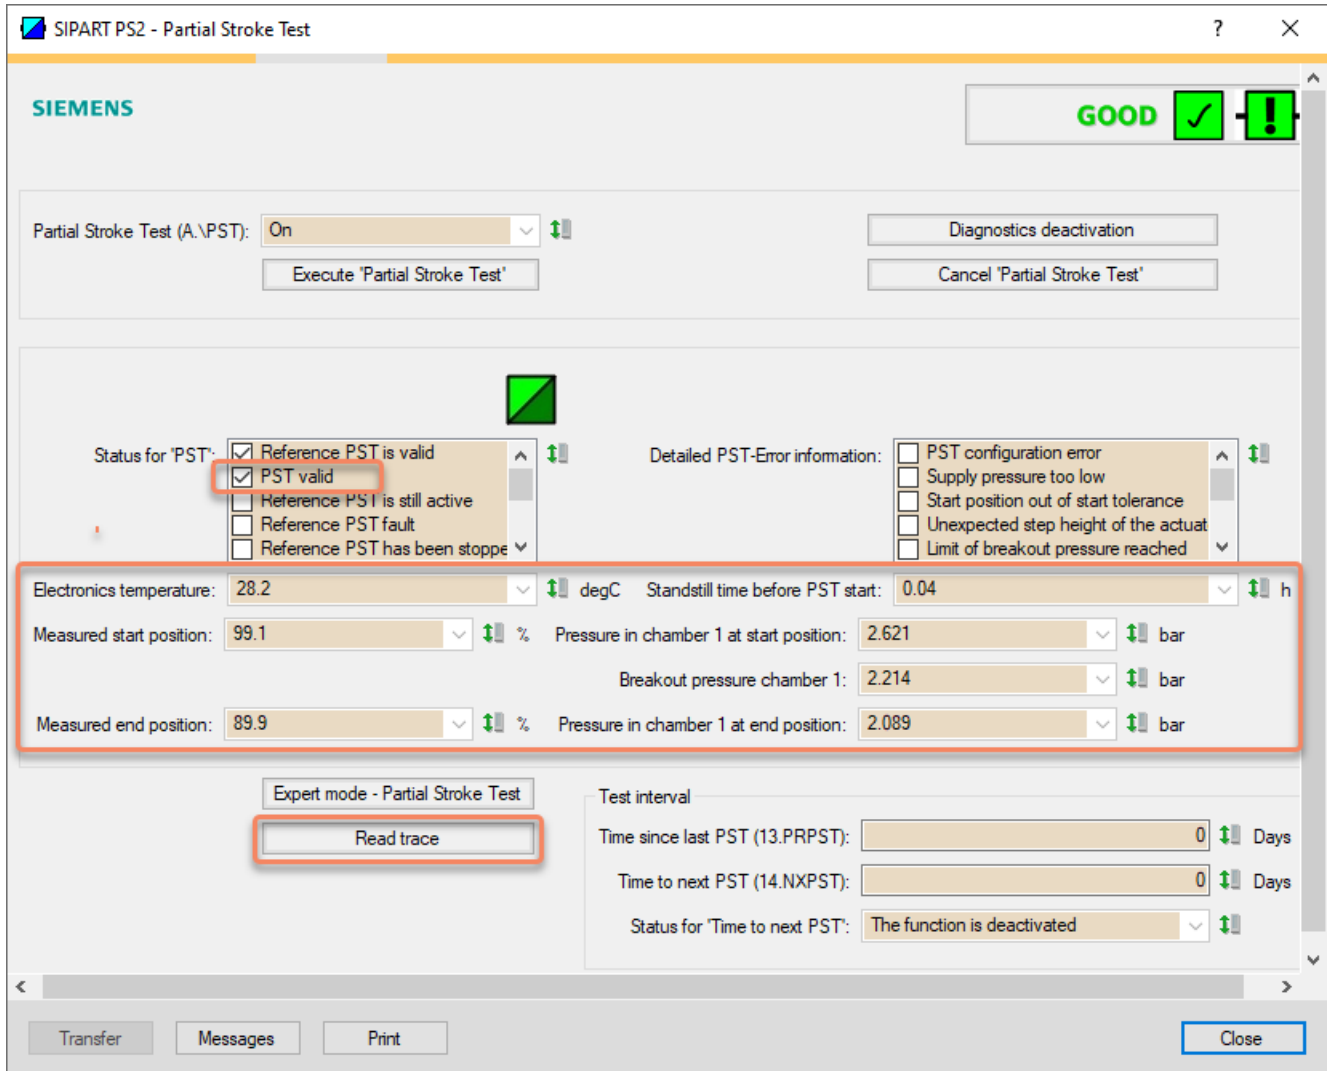 SIPART PS2 - Partial Stroke Test
SIEMENS
GOOD
Partial Stroke Test (A.\PST): On
Diagnostics deactivation
Execute 'Partial Stroke Test'
Cancel 'Partial Stroke Test'
Status for 'PST':
Reference PST is valid
PST valid
Reference PST is still active
Reference PST fault
Reference PST has been stoppe
Detailed PST-Error information:
PST configuration error
Supply pressure too low
Start position out of start tolerance
Unexpected step height of the actuat
Limit of breakout pressure reached
Electronics temperature: 28.2 degC Standstill time before PST start: 0.04 h
Measured start position: 99.1 % Pressure in chamber 1 at start position: 2.621 bar
Breakout pressure chamber 1: 2.214 bar
Measured end position: 89.9 % Pressure in chamber 1 at end position: 2.089 bar
Expert mode - Partial Stroke Test
Read trace
Test interval
Time since last PST (13.PRPST): 0 Days
Time to next PST (14.NXPST): 0 Days
Status for 'Time to next PST': The function is deactivated
Transfer Messages Print Close